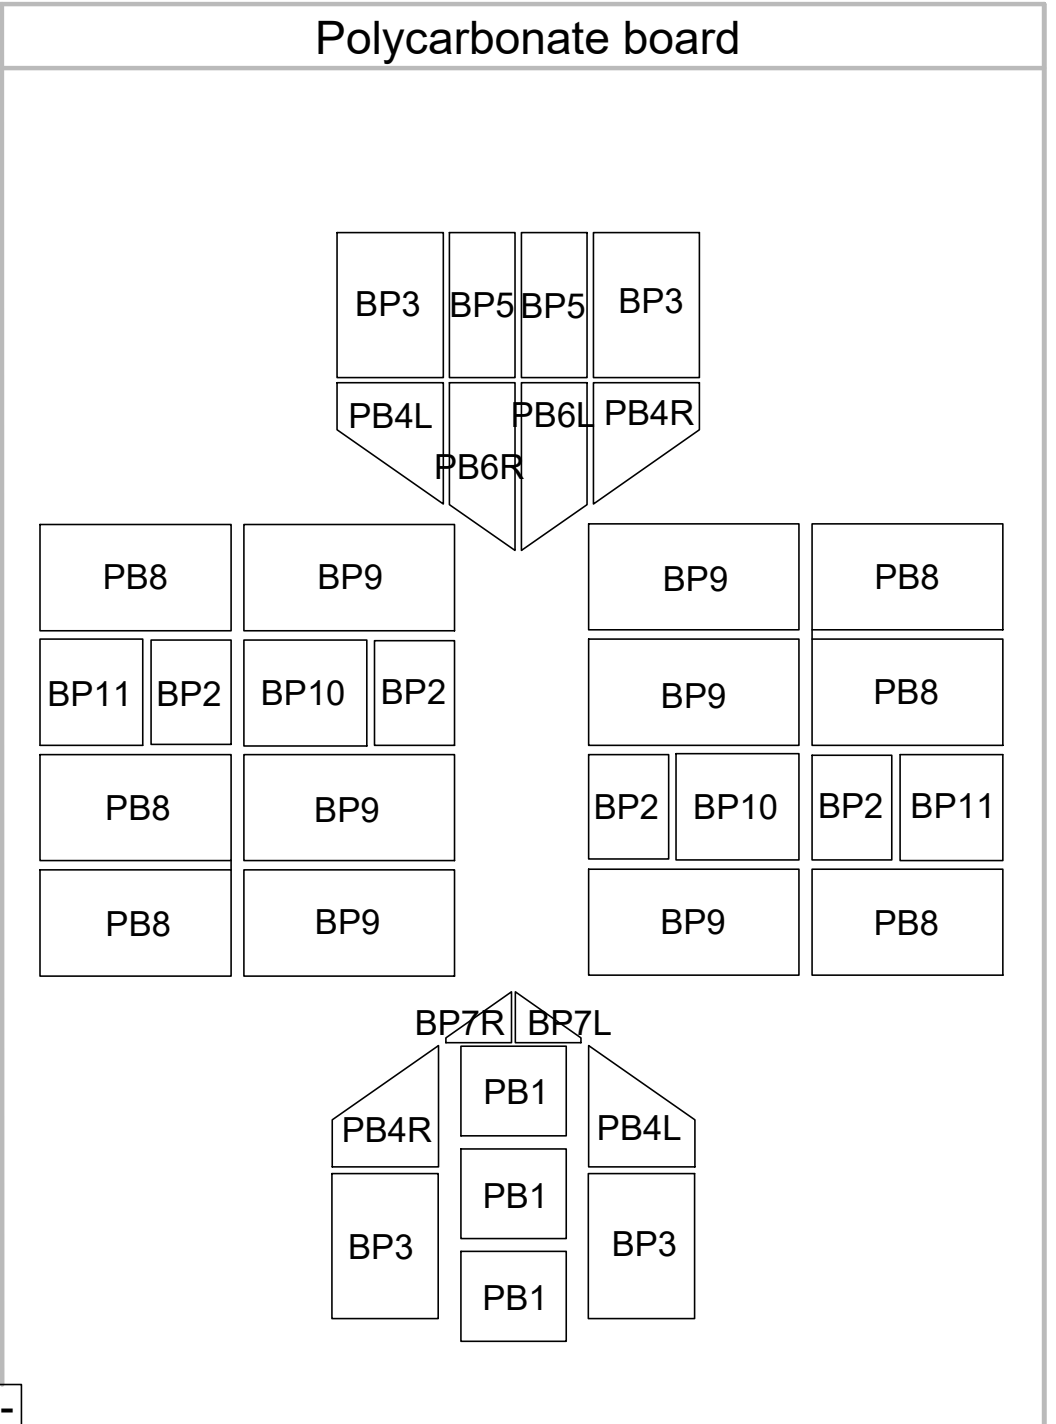 Polycarbonate board
BP3 BP5 BP5 BP3
PB4L PB6R PB6L PB4R
PB8 BP9 BP9 PB8
BP11 BP2 BP10 BP2 BP9 PB8
PB8 BP9 BP2 BP10 BP2 BP11
PB8 BP9 BP9 PB8
BP7R BP7L
PB1
PB4R PB4L
PB1
BP3 BP3
PB1
-